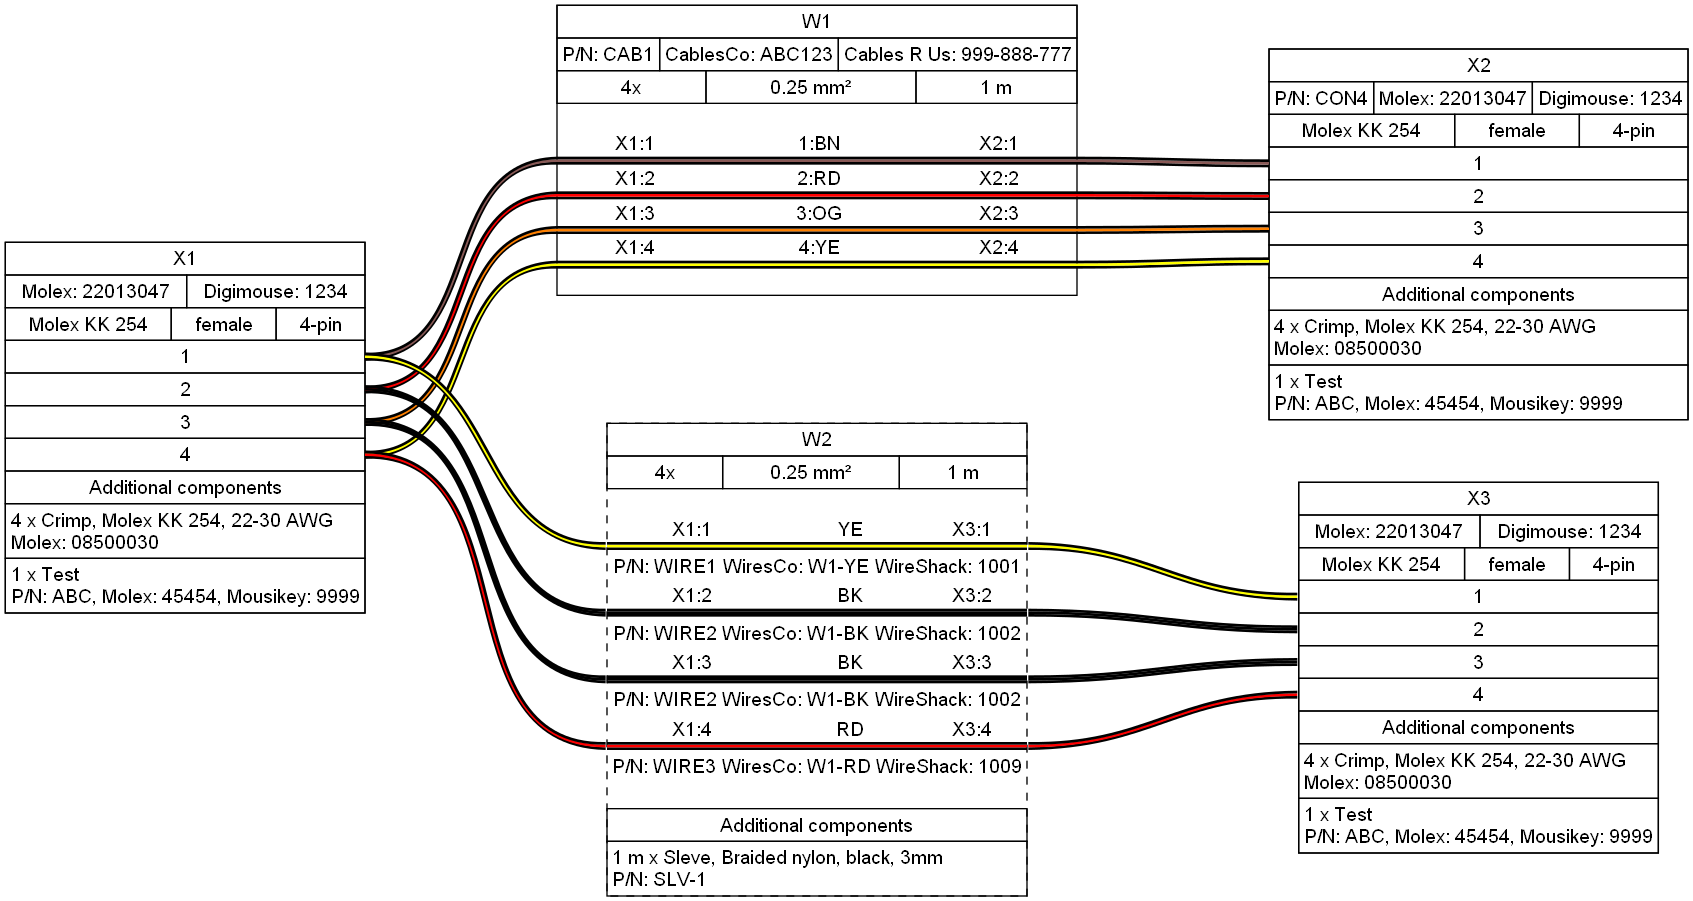 W1
P/N: CAB1 CablesCo: ABC123 Cables R Us: 999-888-777
4x 0.25 mm² 1 m
X1:1 1:BN X2:1
X1:2 2:RD X2:2
X1:3 3:OG X2:3
X1:4 4:YE X2:4
X2
P/N: CON4 Molex: 22013047 Digimouse: 1234
Molex KK 254 female 4-pin
1
2
3
4
Additional components
4 x Crimp, Molex KK 254, 22-30 AWG
Molex: 08500030
1 x Test
P/N: ABC, Molex: 45454, Mousikey: 9999
X1
Molex: 22013047 Digimouse: 1234
Molex KK 254 female 4-pin
1
2
3
4
Additional components
4 x Crimp, Molex KK 254, 22-30 AWG
Molex: 08500030
1 x Test
P/N: ABC, Molex: 45454, Mousikey: 9999
W2
4x 0.25 mm² 1 m
X1:1 YE X3:1
P/N: WIRE1 WiresCo: W1-YE WireShack: 1001
X1:2 BK X3:2
P/N: WIRE2 WiresCo: W1-BK WireShack: 1002
X1:3 BK X3:3
P/N: WIRE2 WiresCo: W1-BK WireShack: 1002
X1:4 RD X3:4
P/N: WIRE3 WiresCo: W1-RD WireShack: 1009
Additional components
1 m x Sleve, Braided nylon, black, 3mm
P/N: SLV-1
X3
Molex: 22013047 Digimouse: 1234
Molex KK 254 female 4-pin
1
2
3
4
Additional components
4 x Crimp, Molex KK 254, 22-30 AWG
Molex: 08500030
1 x Test
P/N: ABC, Molex: 45454, Mousikey: 9999